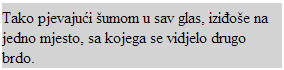 Tako pjevajući šumom u sav glas, iziđoše na
jedno mjesto, sa kojega se vidjelo drugo
brdo.